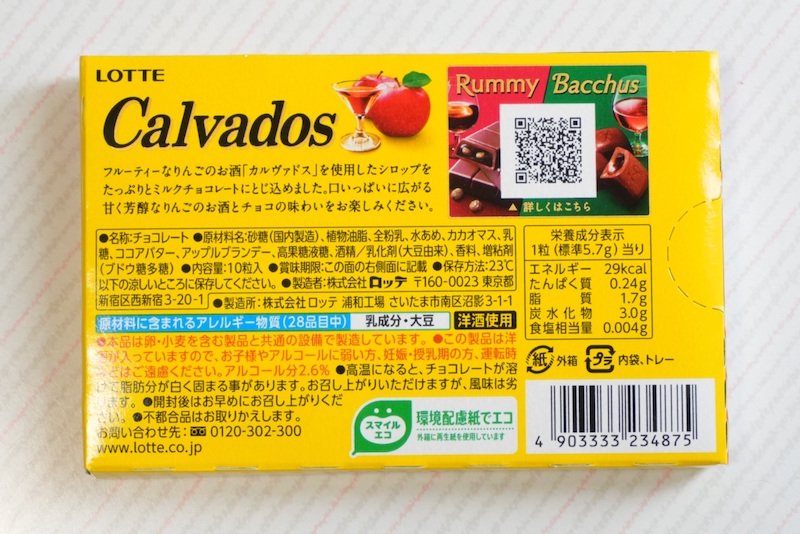 LOTTE
Calvados
フルーティーなりんごのお酒「カルヴァドス」を使用したシロップを
たっぷりとミルクチョコレートにとじ込めました。口いっぱいに広がる
甘く芳醇なりんごのお酒とチョコの味わいをお楽しみください。
Rummy Bacchus
▲詳しくはこちら
●名称:チョコレート ●原材料名:砂糖(国内製造)、植物油脂、全粉乳、水あめ、カカオマス、乳
糖、ココアバター、アップルブランデー、高果糖液糖、酒精/乳化剤(大豆由来)、香料、増粘剤
(ブドウ糖多糖) ●内容量:10粒入 ●賞味期限:この面の右側面に記載 ●保存方法:23℃
以下の涼しいところに保存してください。 ●製造者:株式会社 ロッテ 〒160-0023 東京都
新宿区西新宿3-20-1 ●製造所:株式会社ロッテ 浦和工場 さいたま市南区沼影3-1-1
原材料に含まれるアレルギー物質(28品目中) 乳成分・大豆 洋酒使用
●本品は卵・小麦を含む製品と共通の設備で製造しています。 ●この製品は洋
酒が入っていますので、お子様やアルコールに弱い方、妊娠・授乳期の方、運転時
などはご遠慮ください。アルコール分2.6% ●高温になると、チョコレートが溶
けて脂肪分が白く固まる事があります。お召し上がりいただけますが、風味は劣
ります。 ●開封後はお早めにお召し上がりくだ
さい。 ●不都合品はお取りかえします。
お問い合わせ先: 0120-302-300
www.lotte.co.jp
スマイル
エコ
環境配慮紙でエコ
外箱に再生紙を使用しています
栄養成分表示
1粒(標準5.7g)当り
エネルギー 29kcal
たんぱく質 0.24g
脂質 1.7g
炭水化物 3.0g
食塩相当量 0.004g
紙 外箱 プラ 内袋、トレー
4 903333 234875